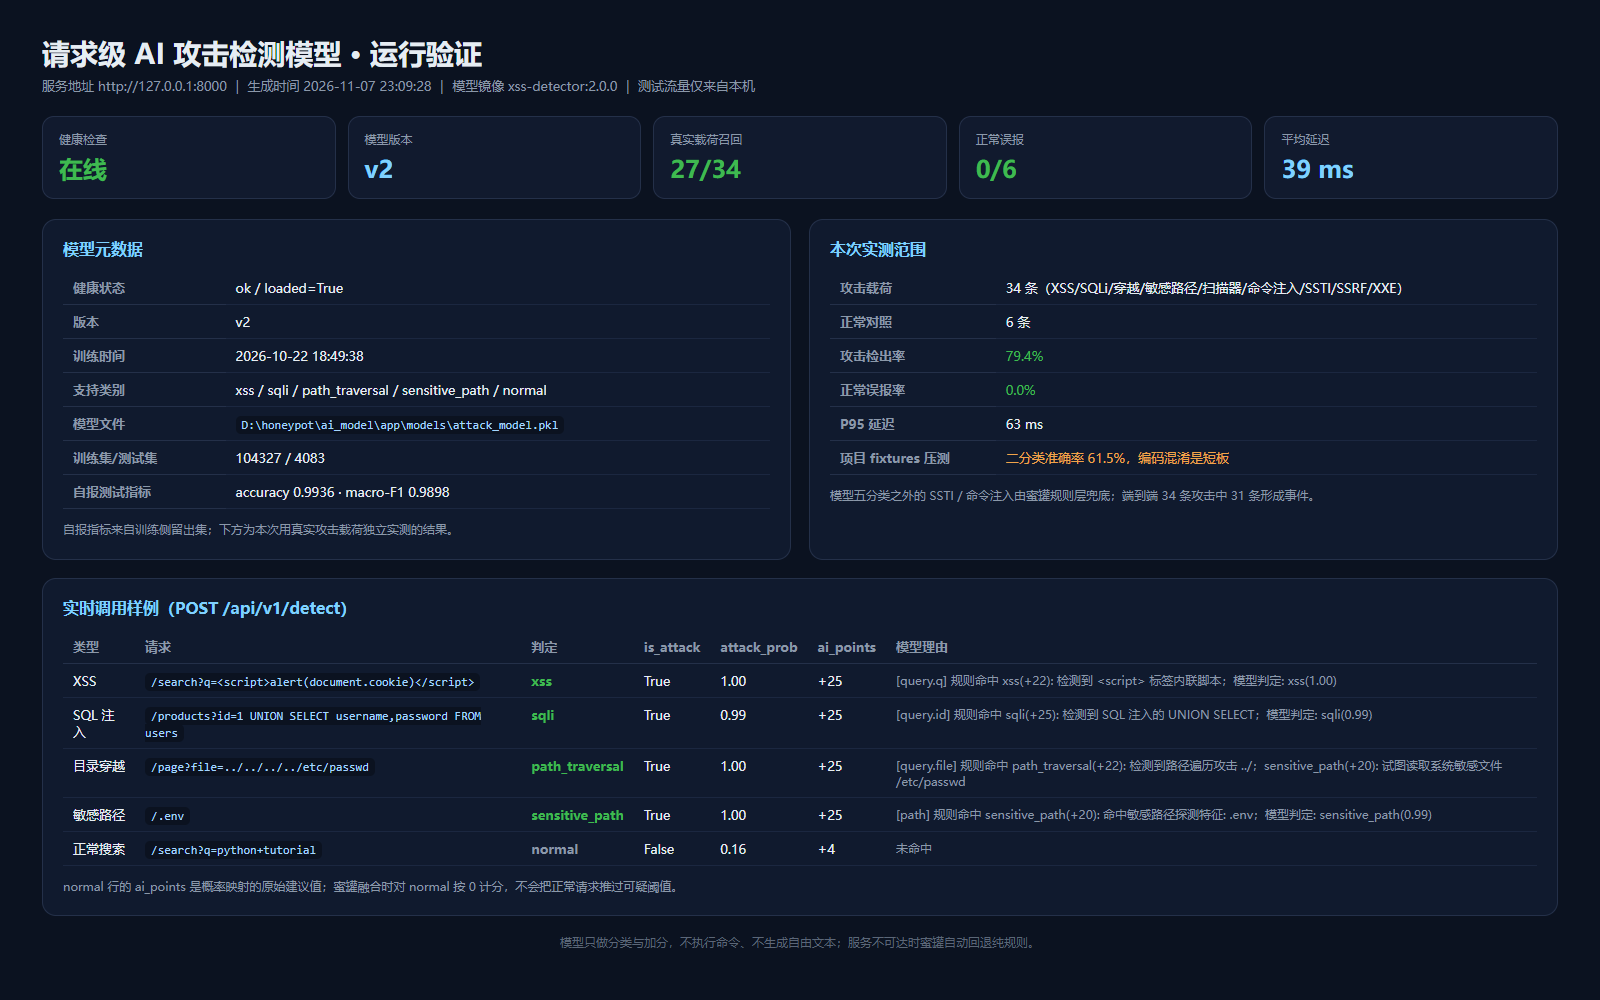 请求级 AI 攻击检测模型 • 运行验证
服务地址 http://127.0.0.1:8000 | 生成时间 2026-11-07 23:09:28 | 模型镜像 xss-detector:2.0.0 | 测试流量仅来自本机
健康检查
在线
模型版本
v2
真实载荷召回
27/34
正常误报
0/6
平均延迟
39 ms
模型元数据
健康状态 ok / loaded=True
版本 v2
训练时间 2026-10-22 18:49:38
支持类别 xss / sqli / path_traversal / sensitive_path / normal
模型文件 D:\honeypot\ai_model\app\models\attack_model.pkl
训练集/测试集 104327 / 4083
自报测试指标 accuracy 0.9936 · macro-F1 0.9898
自报指标来自训练侧留出集；下方为本次用真实攻击载荷独立实测的结果。
本次实测范围
攻击载荷 34 条（XSS/SQLi/穿越/敏感路径/扫描器/命令注入/SSTI/SSRF/XXE）
正常对照 6 条
攻击检出率 79.4%
正常误报率 0.0%
P95 延迟 63 ms
项目 fixtures 压测 二分类准确率 61.5%，编码混淆是短板
模型五分类之外的 SSTI / 命令注入由蜜罐规则层兜底；端到端 34 条攻击中 31 条形成事件。
实时调用样例（POST /api/v1/detect）
类型 请求 判定 is_attack attack_prob ai_points 模型理由
XSS /search?q=<script>alert(document.cookie)</script> xss True 1.00 +25 [query.q] 规则命中 xss(+22): 检测到 <script> 标签内联脚本；模型判定: xss(1.00)
SQL 注 /products?id=1 UNION SELECT username,password FROM sqli True 0.99 +25 [query.id] 规则命中 sqli(+25): 检测到 SQL 注入的 UNION SELECT；模型判定: sqli(0.99)
入 users
目录穿越 /page?file=../../../../etc/passwd path_traversal True 1.00 +25 [query.file] 规则命中 path_traversal(+22): 检测到路径遍历攻击 ../；sensitive_path(+20): 试图读取系统敏感文件
/etc/passwd
敏感路径 /.env sensitive_path True 1.00 +25 [path] 规则命中 sensitive_path(+20): 命中敏感路径探测特征: .env；模型判定: sensitive_path(0.99)
正常搜索 /search?q=python+tutorial normal False 0.16 +4 未命中
normal 行的 ai_points 是概率映射的原始建议值；蜜罐融合时对 normal 按 0 计分，不会把正常请求推过可疑阈值。
模型只做分类与加分，不执行命令、不生成自由文本；服务不可达时蜜罐自动回退纯规则。